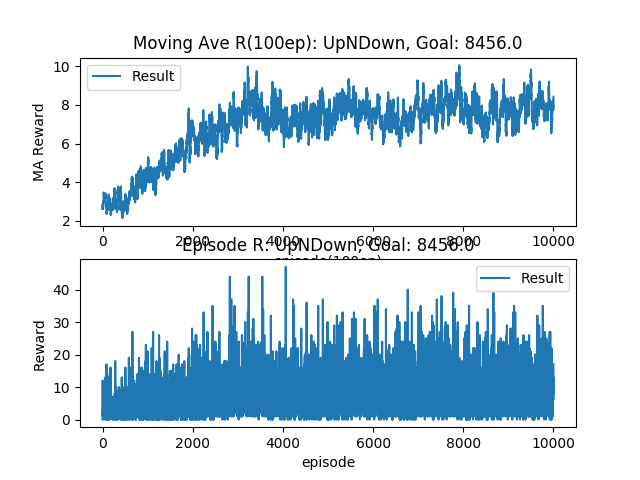 Moving Ave R(100ep): UpNDown, Goal: 8456.0
Result
MA Reward
10
8
6
4
2
0 2000 4000 6000 8000 10000
episode(100ep)
Episode R: UpNDown, Goal: 8456.0
Result
Reward
40
30
20
10
0
0 2000 4000 6000 8000 10000
episode